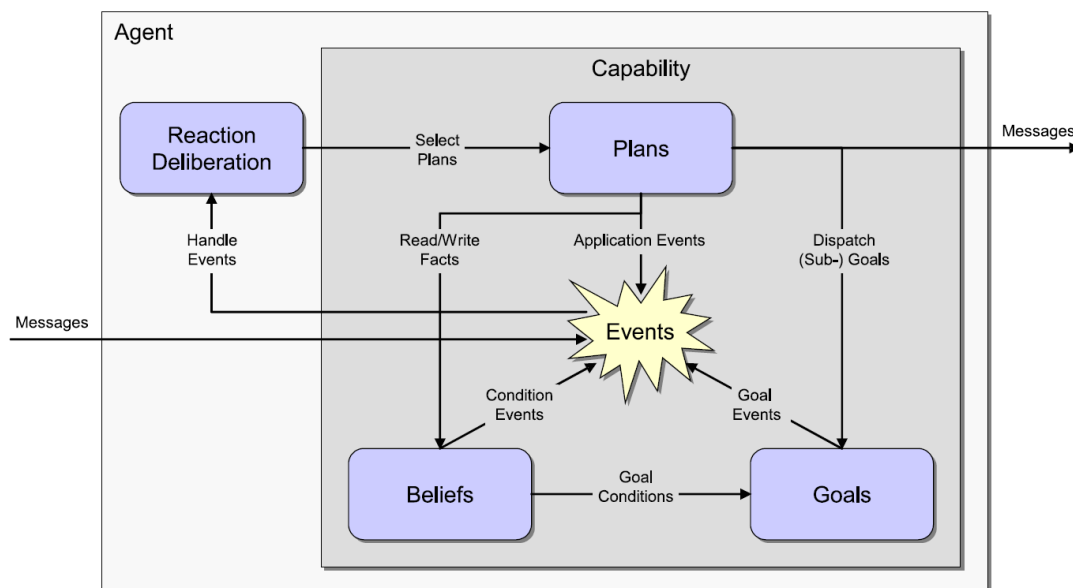 Agent
Capability
Reaction
Deliberation
Select
Plans
Plans
Messages
Handle
Events
Read/Write
Facts
Application Events
Dispatch
(Sub-) Goals
Messages
Events
Condition
Events
Goal
Events
Beliefs
Goal
Conditions
Goals